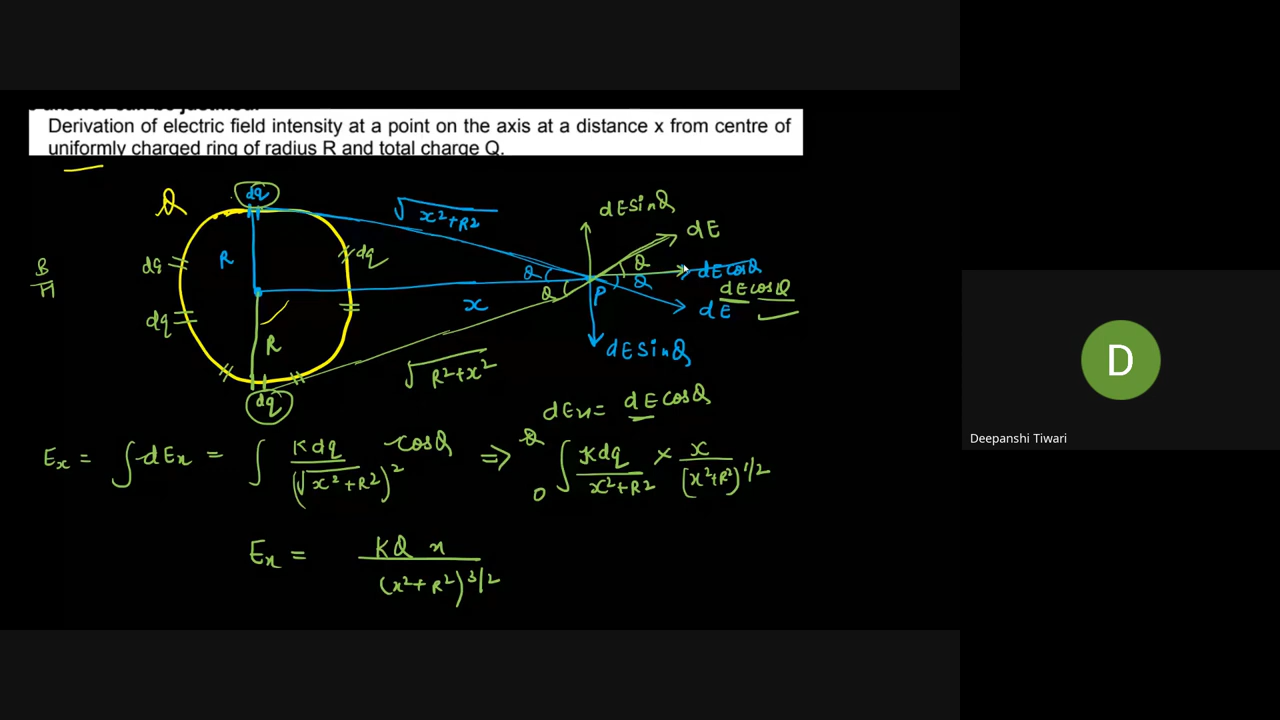 Derivation of electric field intensity at a point on the axis at a distance x from centre of
uniformly charged ring of radius R and total charge Q.
Q
dq
√x²+R²
dE sinθ
dE
dq
R
dq
θ
θ
dE cosθ
B/H
θ
θ
dE cosθ
P
x
dE
dq
R
dE sinθ
√R²+x²
dq
dEx = dE cosθ
Ex = ∫ dEx = ∫ Kdq/(√x²+R²)² cosθ ⇒ ∫₀^Q Kdq/x²+R² × x/(x²+R²)^1/2
Ex = KQ x/(x²+R²)^3/2
D
Deepanshi Tiwari